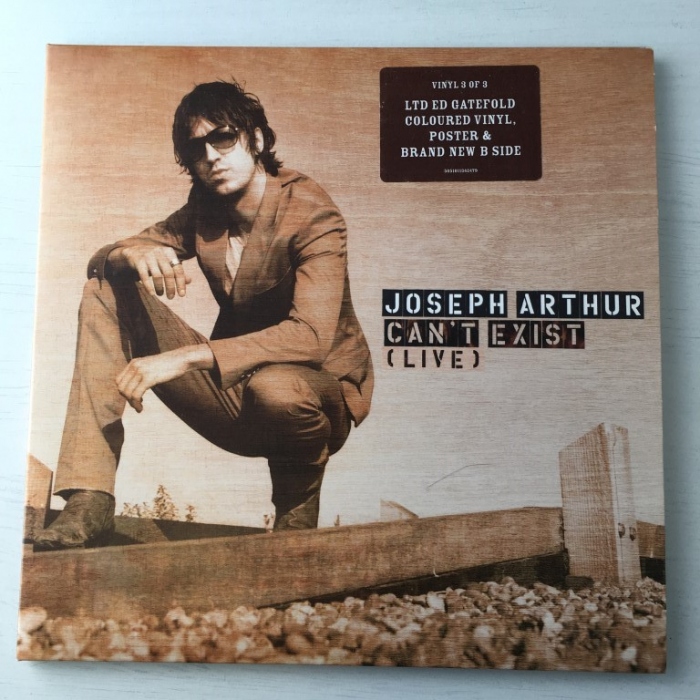 VINYL 3 OF 3
LTD ED GATEFOLD
COLOURED VINYL,
POSTER &
BRAND NEW B SIDE
JOSEPH ARTHUR
CAN'T EXIST
(LIVE)